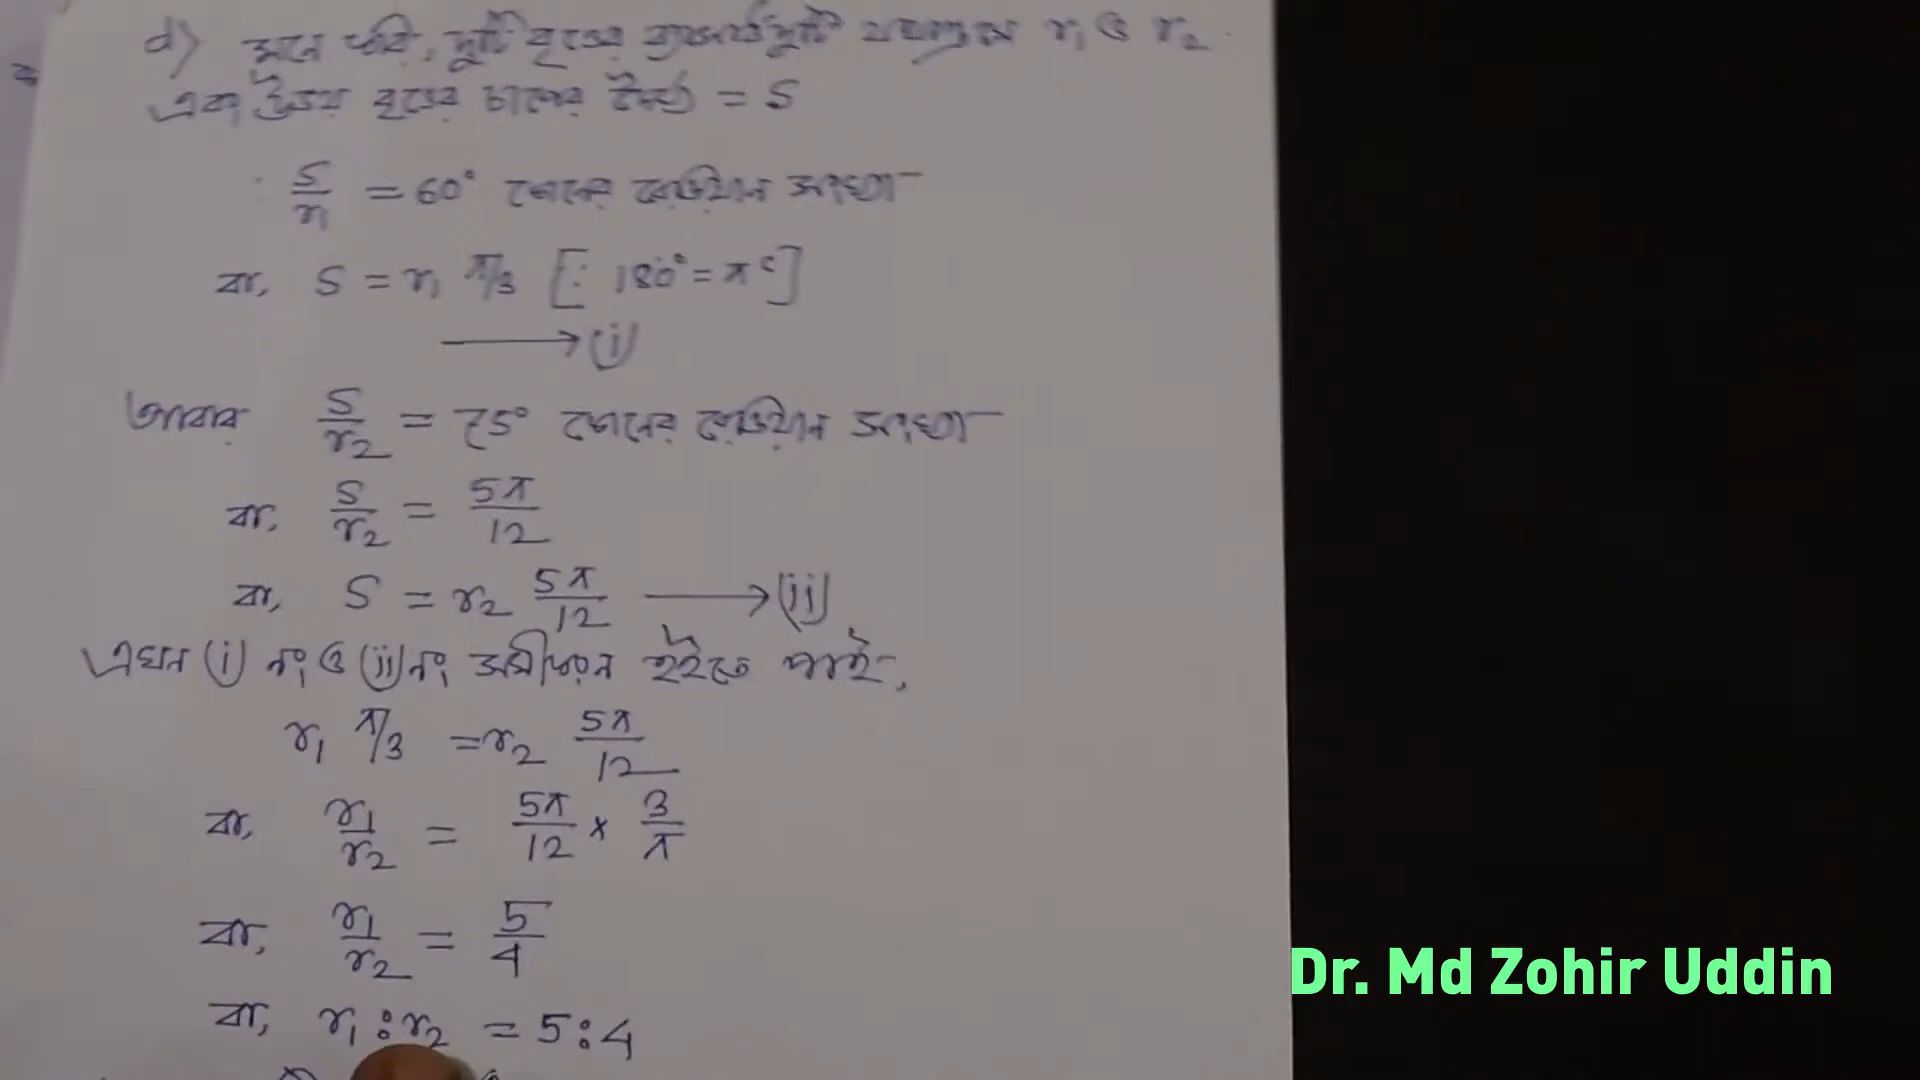 d) মনে করি, দুটি বৃত্তের ব্যাসার্ধ দুটি যথাক্রমে r₁ ও r₂.
এবং উভয় বৃত্তের চাপের দৈর্ঘ্য = S
S/r₁ = 60° কোনের রেডিয়ান সংখ্যা
বা, S = r₁ π/3 [∵ 180° = πᶜ]
⟶ (i)
আবার S/r₂ = 75° কোনের রেডিয়ান সংখ্যা
বা, S/r₂ = 5π/12
বা, S = r₂ 5π/12 ⟶ (ii)
এখন (i) নং ও (ii) নং সমীকরন হইতে পাই,
r₁ π/3 = r₂ 5π/12
বা, r₁/r₂ = 5π/12 × 3/π
বা, r₁/r₂ = 5/4
বা, r₁ : r₂ = 5 : 4
Dr. Md Zohir Uddin